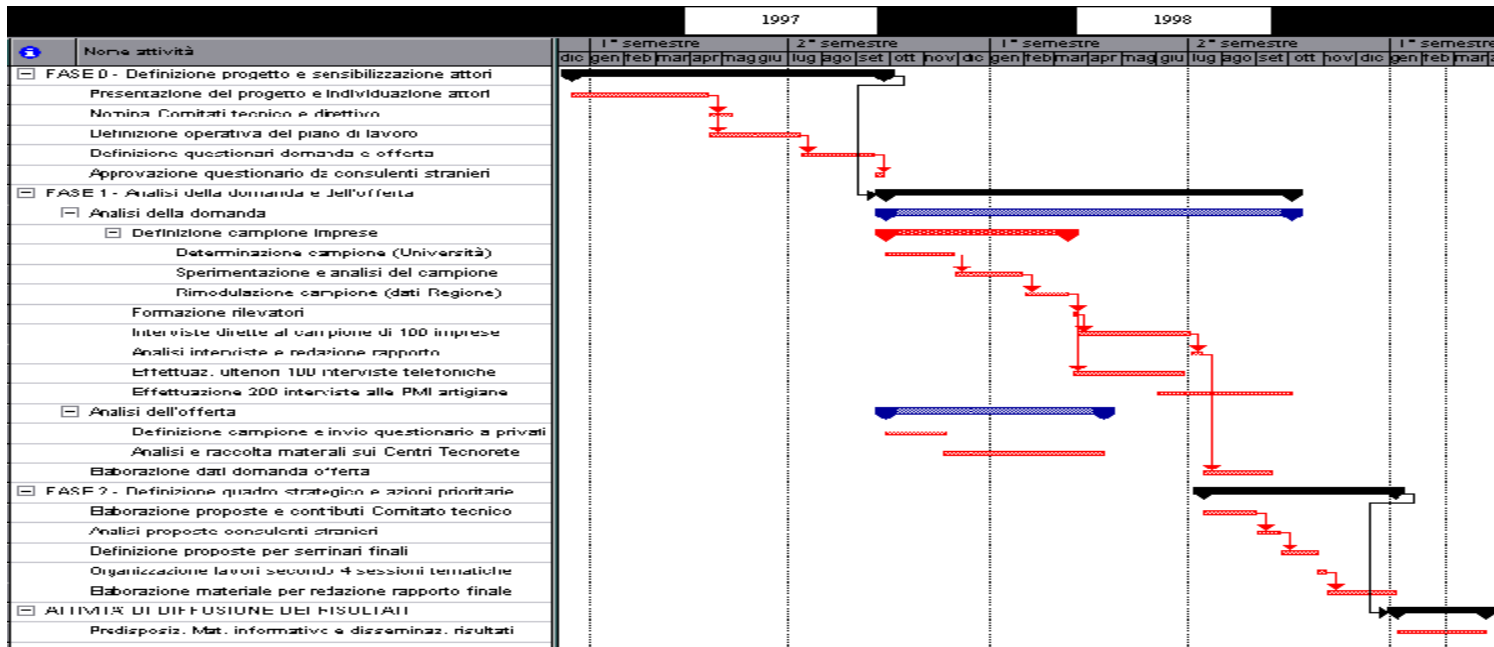 1997 1998
Nome attività
1° semestre 2° semestre 1° semestre 2° semestre 1° semestre
dic gen feb mar apr mag giu lug ago set ott nov dic gen feb mar apr mag giu lug ago set ott nov dic gen feb mar
FASE 0 - Definizione progetto e sensibilizzazione attori
Presentazione del progetto e individuazione attori
Nomina Comitati tecnico e direttivo
Definizione operativa del piano di lavoro
Definizione questionari domanda e offerta
Approvazione questionario da consulenti stranieri
FASE 1 - Analisi della domanda e dell'offerta
Analisi della domanda
Definizione campione imprese
Determinazione campione (Università)
Sperimentazione e analisi del campione
Rimodulazione campione (dati Regione)
Formazione rilevatori
Interviste dirette al campione di 100 imprese
Analisi interviste e redazione rapporto
Effettuaz. ulteriori 100 interviste telefoniche
Effettuazione 200 interviste alle PMI artigiane
Analisi dell'offerta
Definizione campione e invio questionario a privati
Analisi e raccolta materiali sui Centri Tecnorete
Elaborazione dati domanda offerta
FASE 2 - Definizione quadro strategico e azioni prioritarie
Elaborazione proposte e contributi Comitato tecnico
Analisi proposte consulenti stranieri
Definizione proposte per seminari finali
Organizzazione lavori secondo 4 sessioni tematiche
Elaborazione materiale per redazione rapporto finale
ATTIVITA' DI DIFFUSIONE DEI RISULTATI
Predisposiz. Mat. informativo e disseminaz. risultati